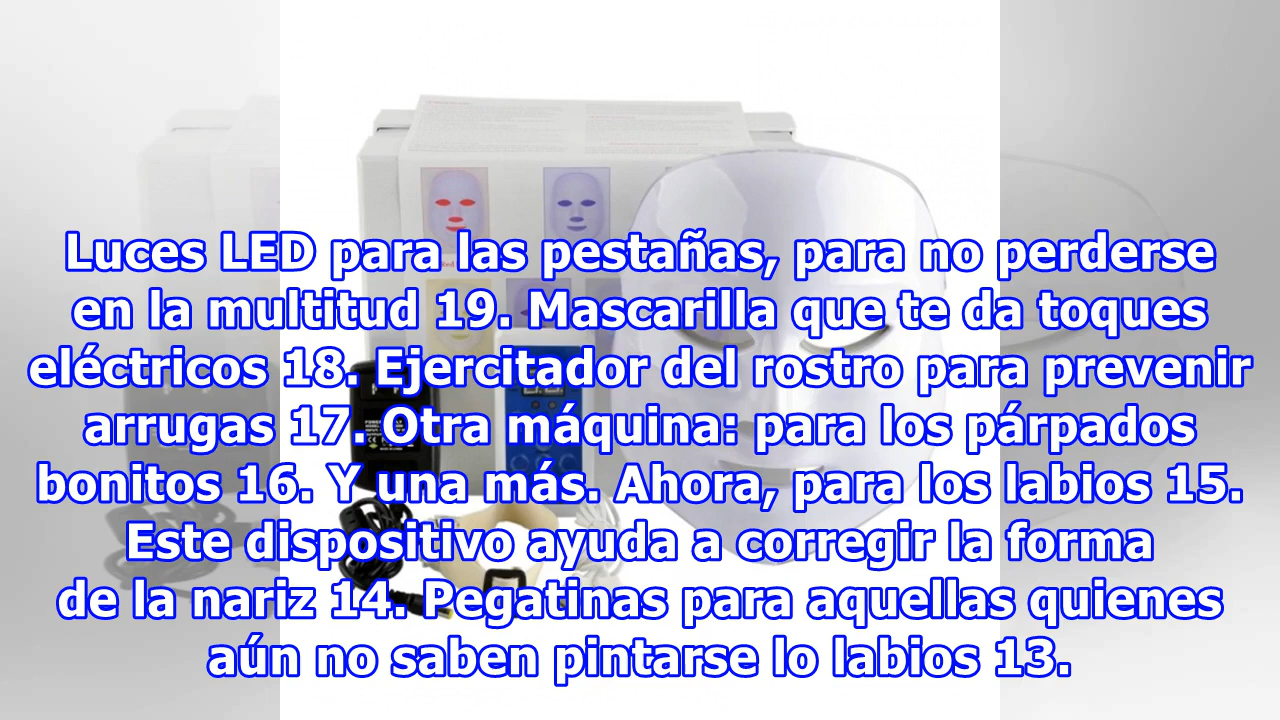 Luces LED para las pestañas, para no perderse
en la multitud 19. Mascarilla que te da toques
eléctricos 18. Ejercitador del rostro para prevenir
arrugas 17. Otra máquina: para los párpados
bonitos 16. Y una más. Ahora, para los labios 15.
Este dispositivo ayuda a corregir la forma
de la nariz 14. Pegatinas para aquellas quienes
aún no saben pintarse lo labios 13.